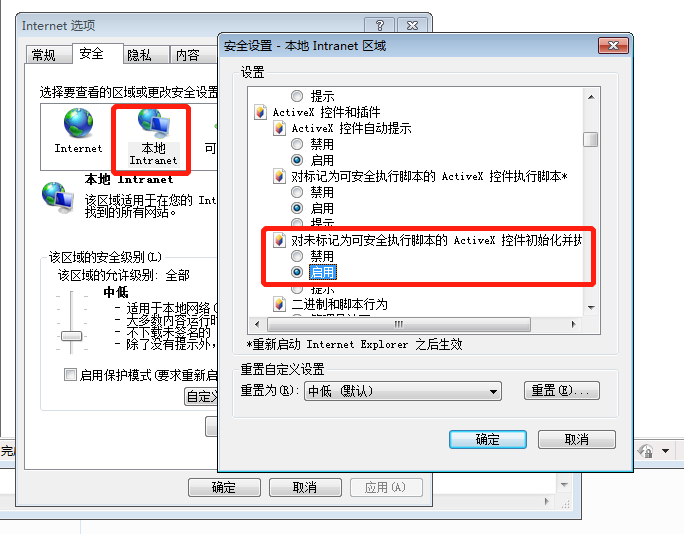 Internet 选项
常规
安全
隐私
内容
选择要查看的区域或更改安全设置
Internet
本地
Intranet
可
本地 Intranet
该区域适用于在您的 Int
找到的所有网站。
该区域的安全级别(L)
该区域的允许级别: 全部
中低
- 适用于本地网络(
- 大多数内容运行时
- 不下载未签名的
- 除了没有提示外,
启用保护模式(要求重新启
自定义
确定
取消
应用(A)
安全设置 - 本地 Intranet 区域
设置
提示
ActiveX 控件和插件
ActiveX 控件自动提示
禁用
启用
对标记为可安全执行脚本的 ActiveX 控件执行脚本*
禁用
启用
提示
对未标记为可安全执行脚本的 ActiveX 控件初始化并执
禁用
启用
提示
二进制和脚本行为
*重新启动 Internet Explorer 之后生效
重置自定义设置
重置为(R):
中低 (默认)
重置(E)...
确定
取消